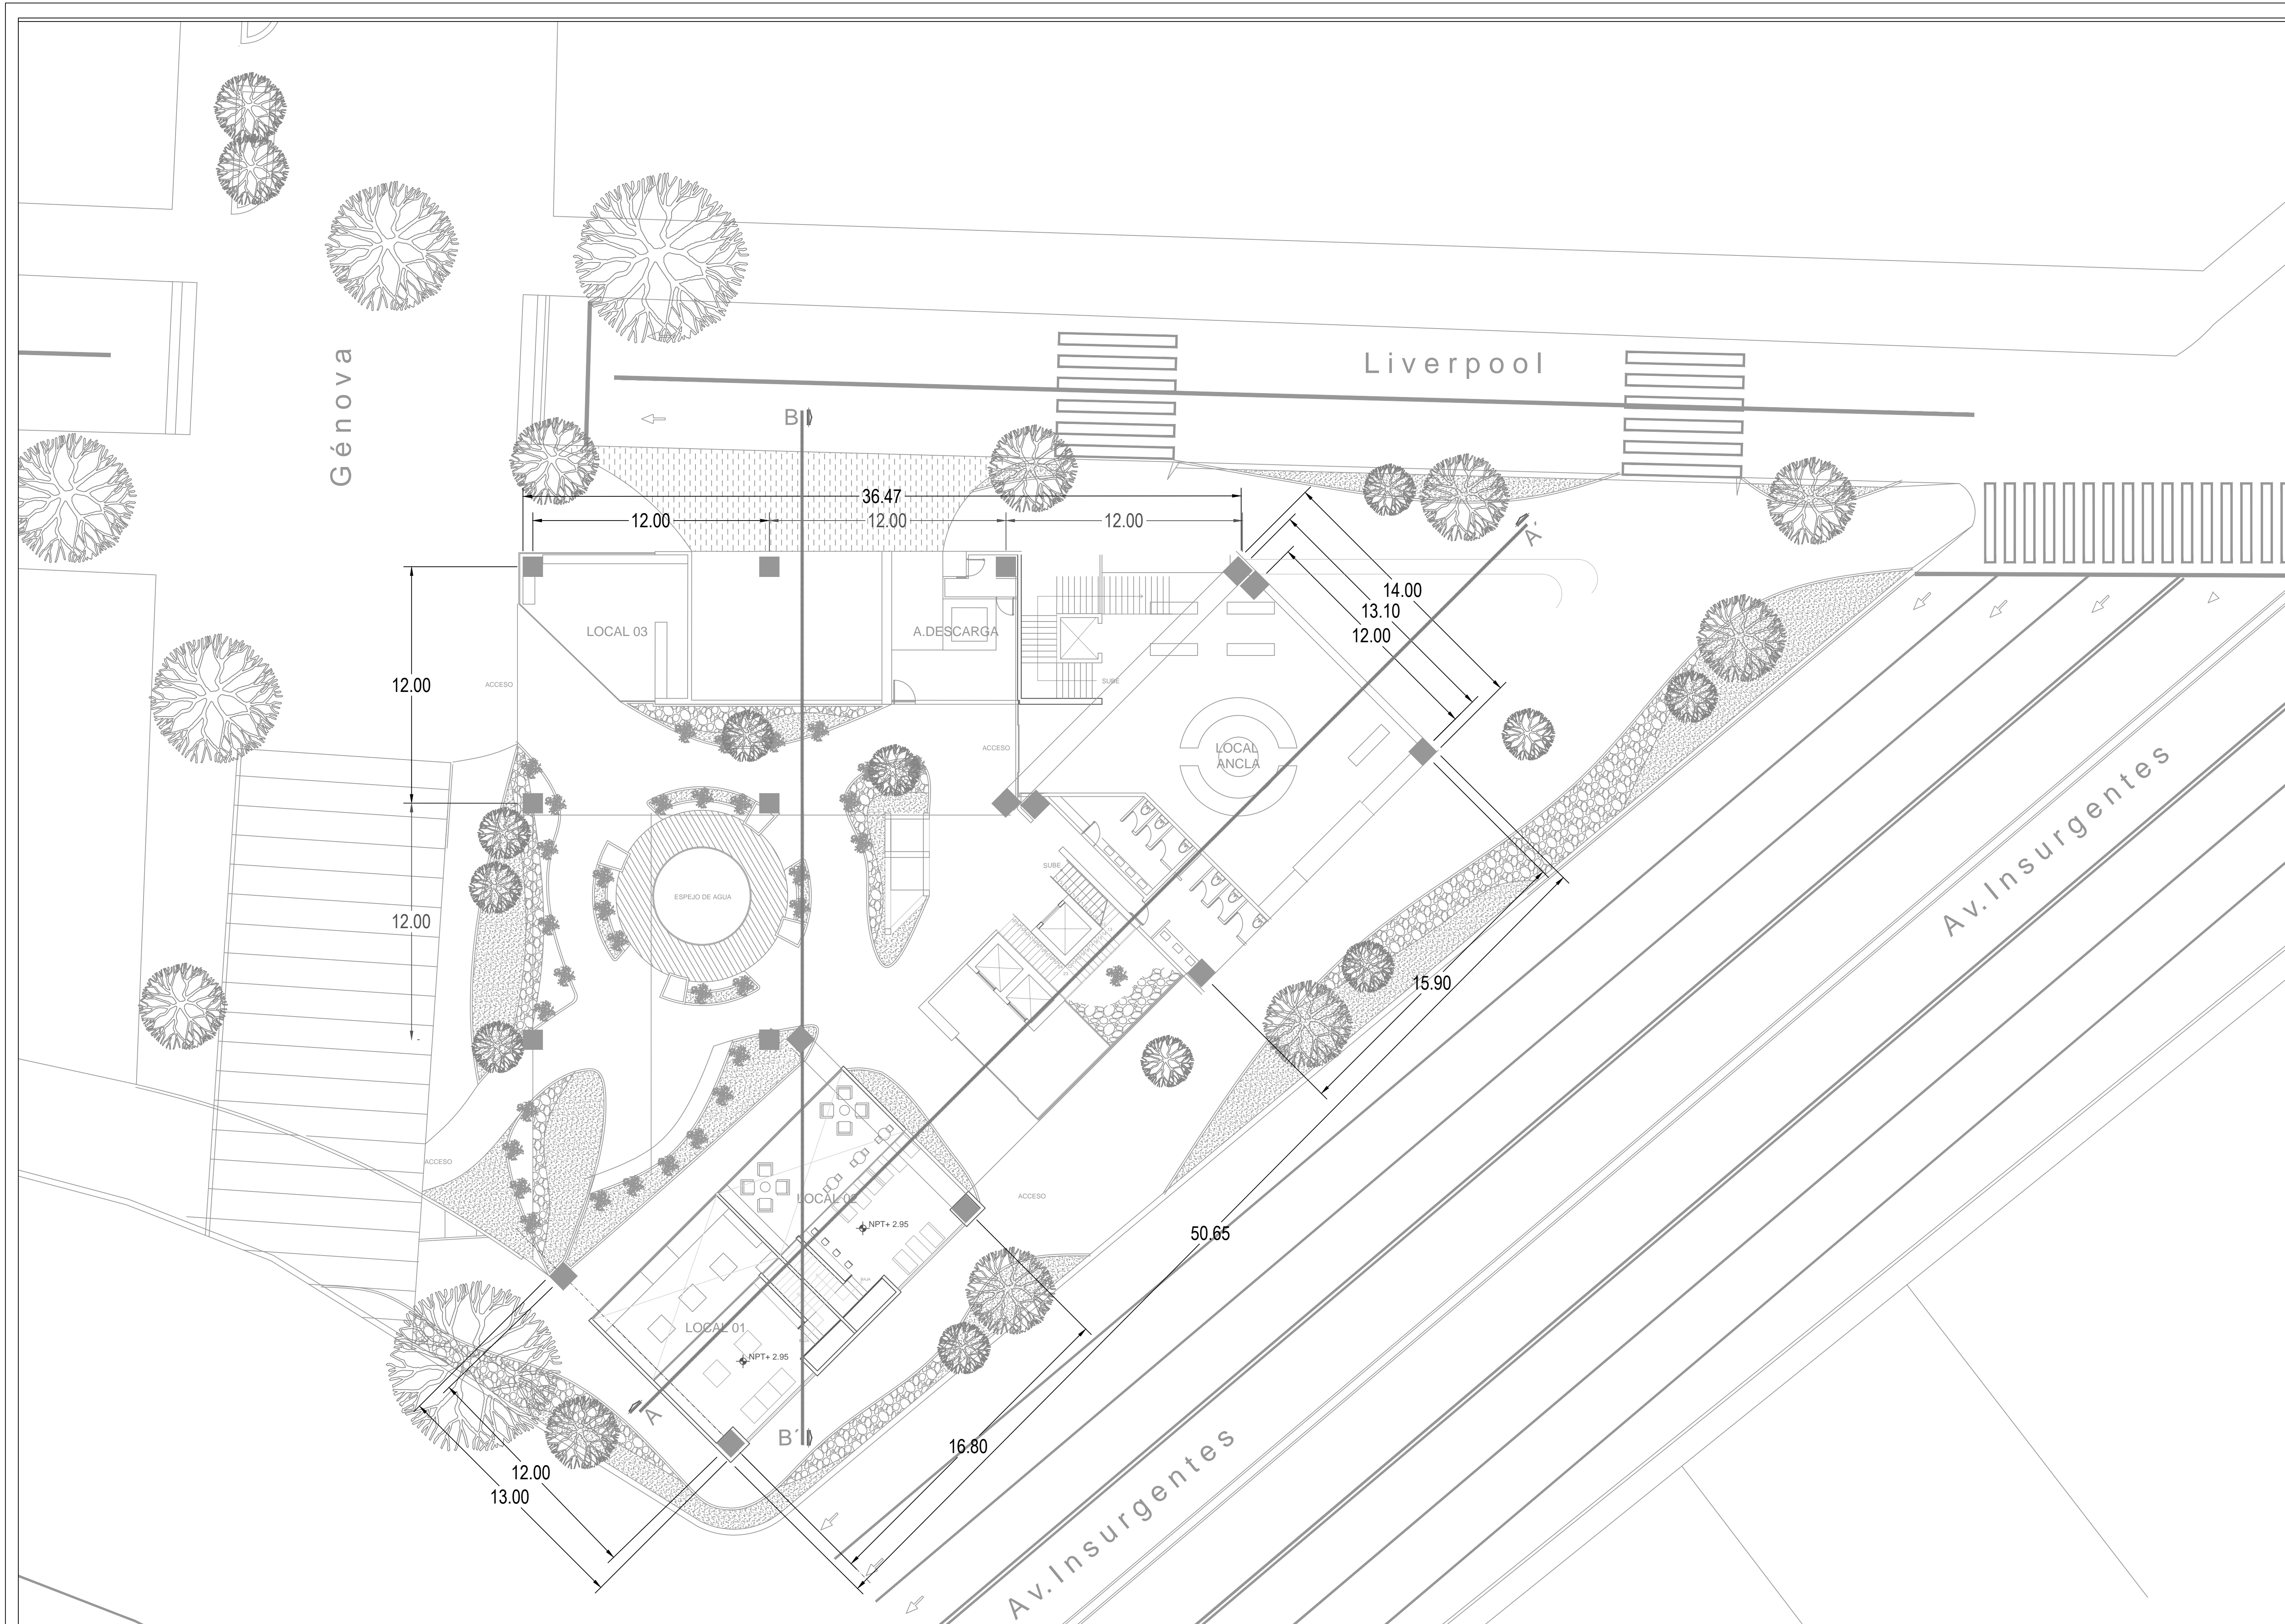 Liverpool
Génova
B
36.47
12.00
12.00
12.00
A´
14.00
13.10
12.00
LOCAL 03
A.DESCARGA
12.00
ACCESO
SUBE
ACCESO
LOCAL
ANCLA
Av. Insurgentes
SUBE
ESPEJO DE AGUA
12.00
15.90
ACCESO
LOCAL 02
ACCESO
NPT+ 2.95
50.65
BAJA
LOCAL 01
NPT+ 2.95
A
B´
16.80
12.00
13.00
Av. Insurgentes